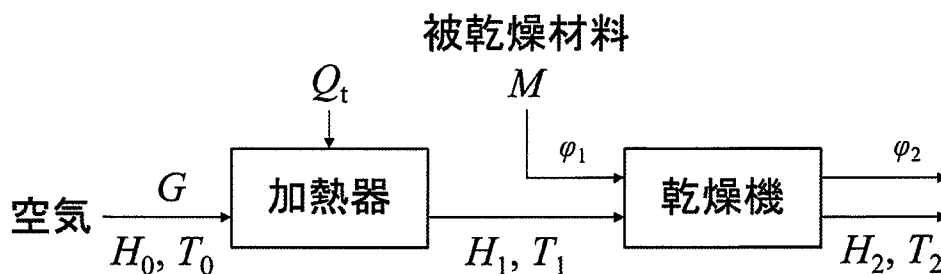 被乾燥材料
Q_t
M
φ_1
φ_2
G
空気
加熱器
乾燥機
H_0, T_0
H_1, T_1
H_2, T_2